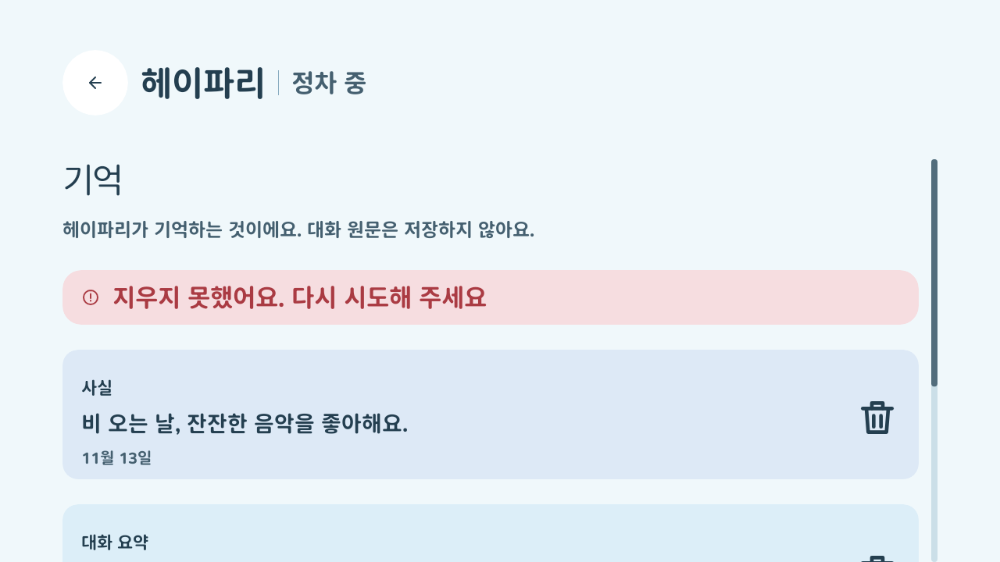 헤이파리
정차 중
기억
헤이파리가 기억하는 것이에요. 대화 원문은 저장하지 않아요.
지우지 못했어요. 다시 시도해 주세요
사실
비 오는 날, 잔잔한 음악을 좋아해요.
11월 13일
대화 요약